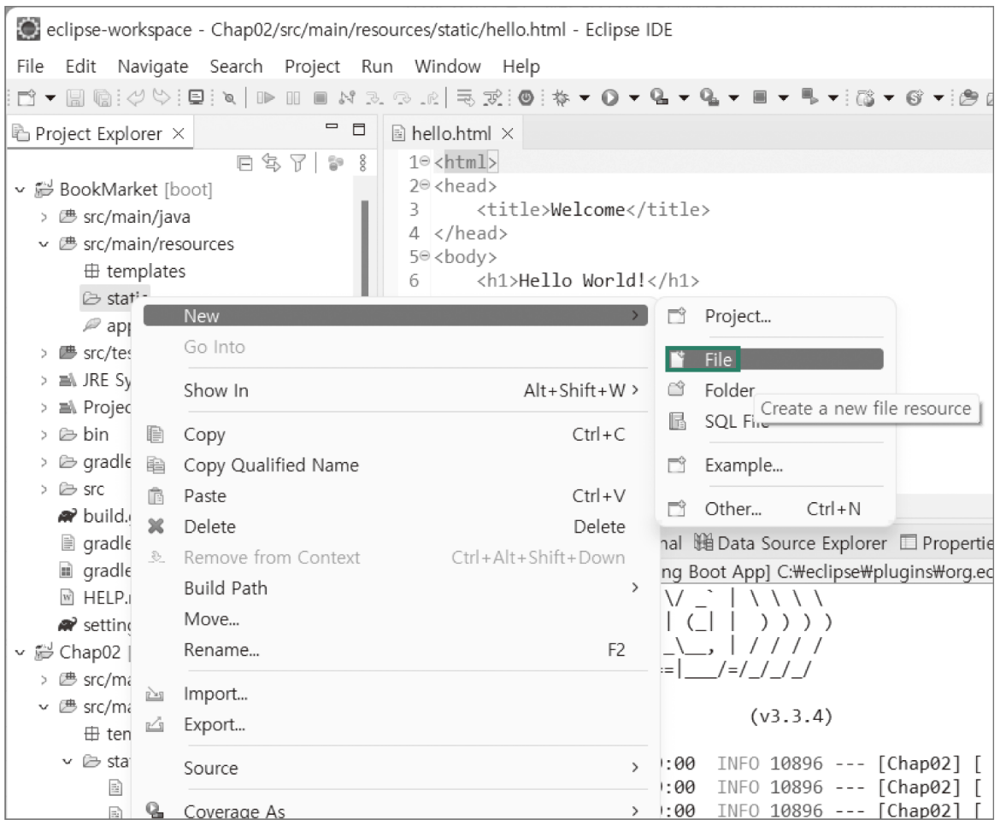 eclipse-workspace - Chap02/src/main/resources/static/hello.html - Eclipse IDE
File Edit Navigate Search Project Run Window Help
Project Explorer
BookMarket [boot]
src/main/java
src/main/resources
templates
static
app
src/tes
JRE Sy
Projec
bin
gradle
src
build.g
gradle
gradle
HELP.
setting
Chap02 [
src/ma
src/ma
tem
sta
hello.html
1 <html>
2 <head>
3 <title>Welcome</title>
4 </head>
5 <body>
6 <h1>Hello World!</h1>
New
Go Into
Show In Alt+Shift+W
Copy Ctrl+C
Copy Qualified Name
Paste Ctrl+V
Delete Delete
Remove from Context Ctrl+Alt+Shift+Down
Build Path
Move...
Rename... F2
Import...
Export...
Source
Coverage As
Project...
File
Folder
Create a new file resource
SQL File
Example...
Other... Ctrl+N
nal Data Source Explorer Propertie
ng Boot App] C:₩eclipse₩plugins₩org.ec
(v3.3.4)
:00 INFO 10896 --- [Chap02] [
:00 INFO 10896 --- [Chap02] [
:00 INFO 10896 --- [Chap02] [